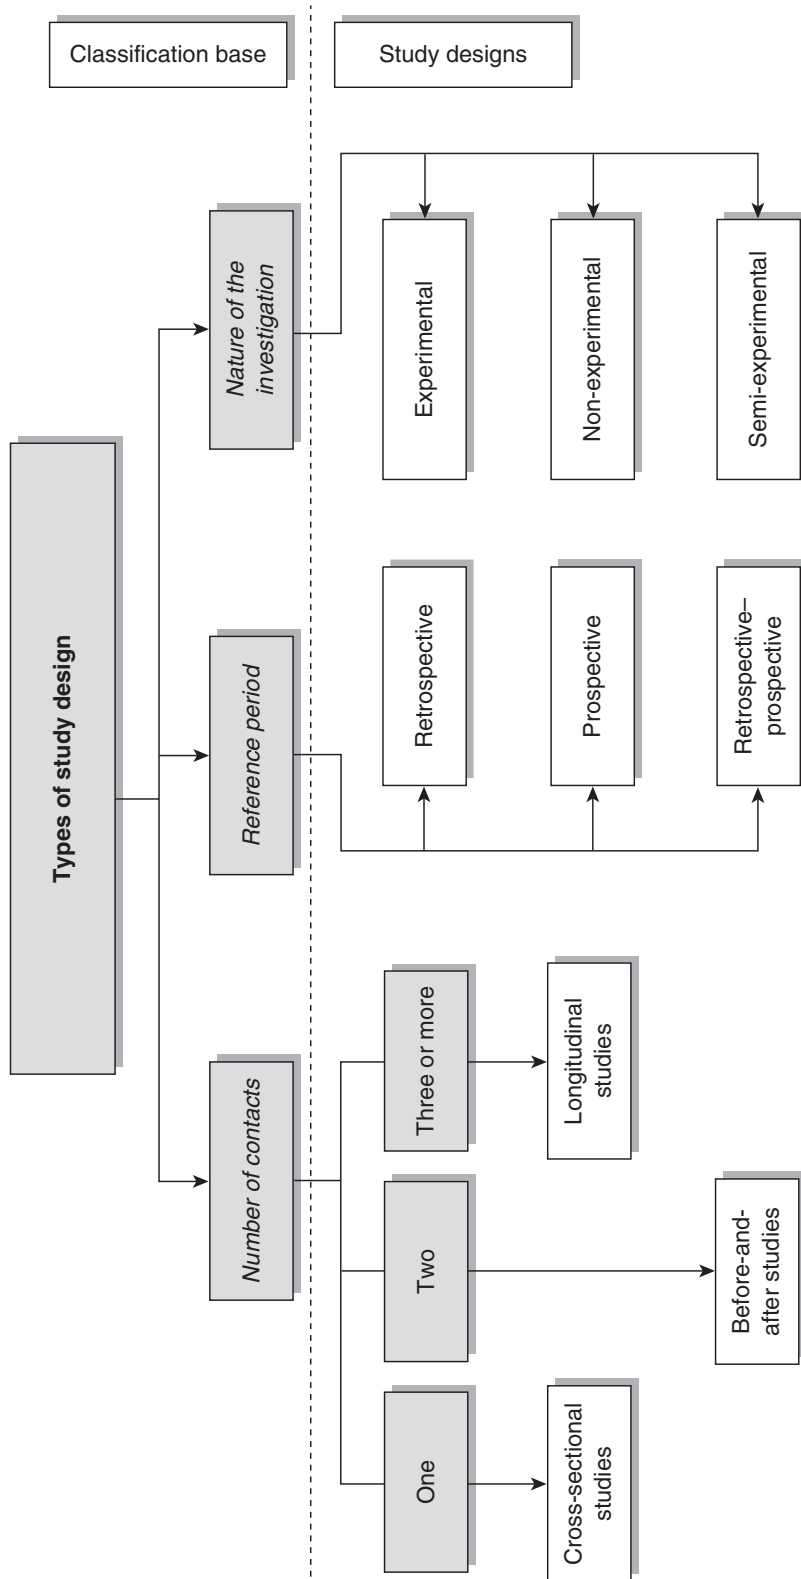 Classification base
Study designs
Types of study design
Number of contacts
Reference period
Nature of the
investigation
One
Two
Three or more
Cross-sectional
studies
Before-and-
after studies
Longitudinal
studies
Retrospective
Prospective
Retrospective–
prospective
Experimental
Non-experimental
Semi-experimental